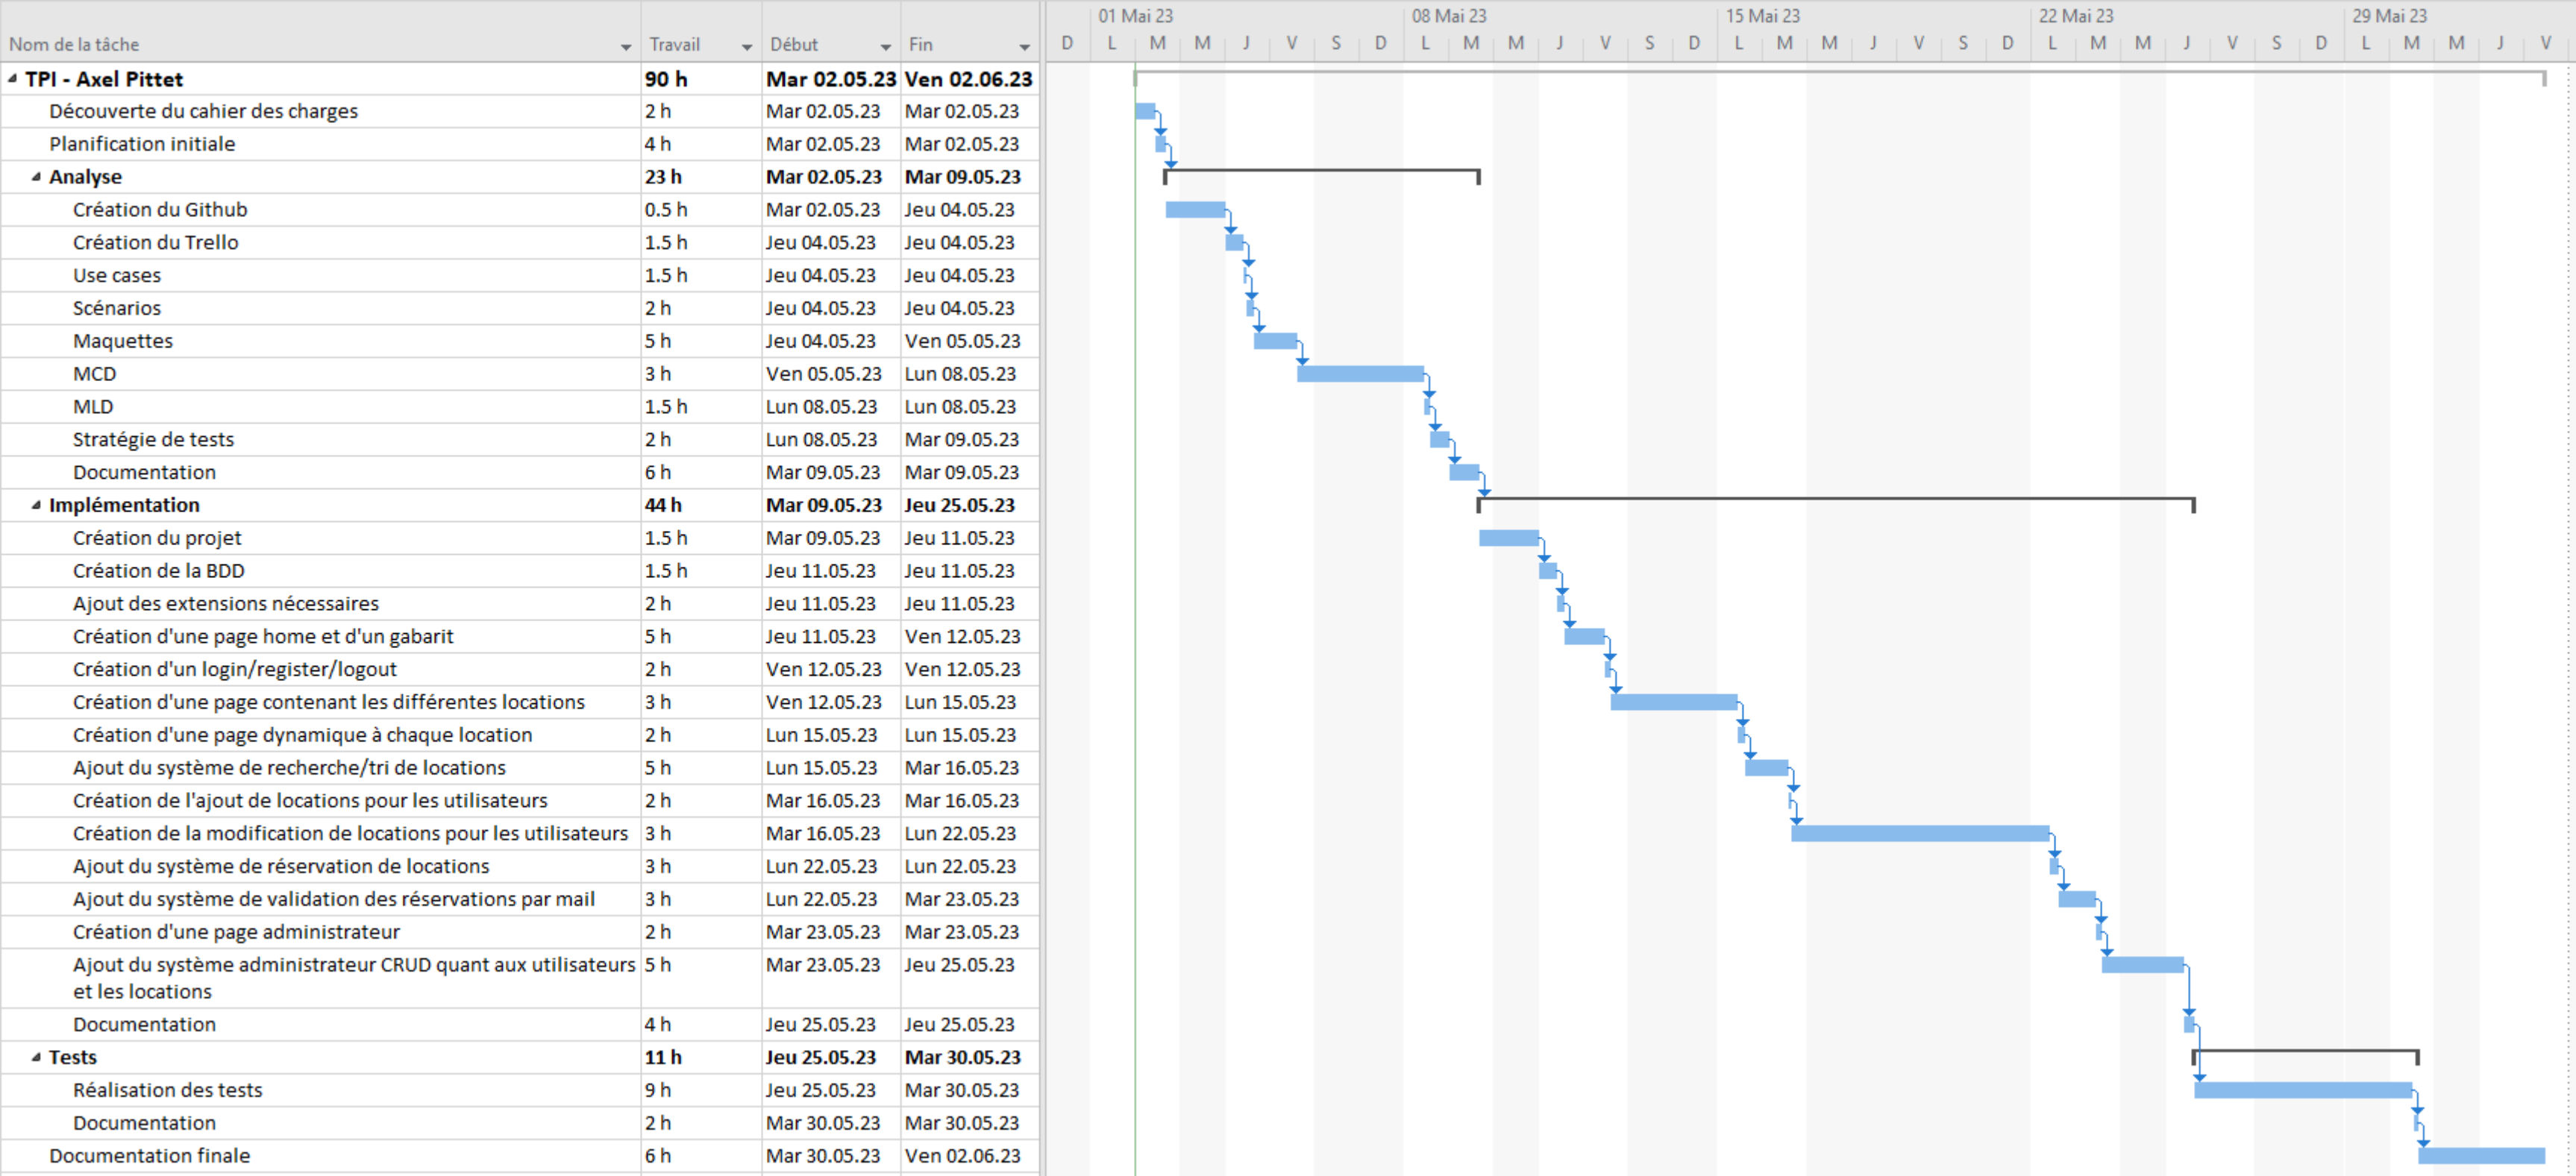 01 Mai 23 08 Mai 23 15 Mai 23 22 Mai 23 29 Mai 23
Nom de la tâche Travail Début Fin D L M M J V S D L M M J V S D L M M J V S D L M M J V S D L M M J V
TPI - Axel Pittet 90 h Mar 02.05.23 Ven 02.06.23
Découverte du cahier des charges 2 h Mar 02.05.23 Mar 02.05.23
Planification initiale 4 h Mar 02.05.23 Mar 02.05.23
Analyse 23 h Mar 02.05.23 Mar 09.05.23
Création du Github 0.5 h Mar 02.05.23 Jeu 04.05.23
Création du Trello 1.5 h Jeu 04.05.23 Jeu 04.05.23
Use cases 1.5 h Jeu 04.05.23 Jeu 04.05.23
Scénarios 2 h Jeu 04.05.23 Jeu 04.05.23
Maquettes 5 h Jeu 04.05.23 Ven 05.05.23
MCD 3 h Ven 05.05.23 Lun 08.05.23
MLD 1.5 h Lun 08.05.23 Lun 08.05.23
Stratégie de tests 2 h Lun 08.05.23 Mar 09.05.23
Documentation 6 h Mar 09.05.23 Mar 09.05.23
Implémentation 44 h Mar 09.05.23 Jeu 25.05.23
Création du projet 1.5 h Mar 09.05.23 Jeu 11.05.23
Création de la BDD 1.5 h Jeu 11.05.23 Jeu 11.05.23
Ajout des extensions nécessaires 2 h Jeu 11.05.23 Jeu 11.05.23
Création d'une page home et d'un gabarit 5 h Jeu 11.05.23 Ven 12.05.23
Création d'un login/register/logout 2 h Ven 12.05.23 Ven 12.05.23
Création d'une page contenant les différentes locations 3 h Ven 12.05.23 Lun 15.05.23
Création d'une page dynamique à chaque location 2 h Lun 15.05.23 Lun 15.05.23
Ajout du système de recherche/tri de locations 5 h Lun 15.05.23 Mar 16.05.23
Création de l'ajout de locations pour les utilisateurs 2 h Mar 16.05.23 Mar 16.05.23
Création de la modification de locations pour les utilisateurs 3 h Mar 16.05.23 Lun 22.05.23
Ajout du système de réservation de locations 3 h Lun 22.05.23 Lun 22.05.23
Ajout du système de validation des réservations par mail 3 h Lun 22.05.23 Mar 23.05.23
Création d'une page administrateur 2 h Mar 23.05.23 Mar 23.05.23
Ajout du système administrateur CRUD quant aux utilisateurs 5 h Mar 23.05.23 Jeu 25.05.23
et les locations
Documentation 4 h Jeu 25.05.23 Jeu 25.05.23
Tests 11 h Jeu 25.05.23 Mar 30.05.23
Réalisation des tests 9 h Jeu 25.05.23 Mar 30.05.23
Documentation 2 h Mar 30.05.23 Mar 30.05.23
Documentation finale 6 h Mar 30.05.23 Ven 02.06.23